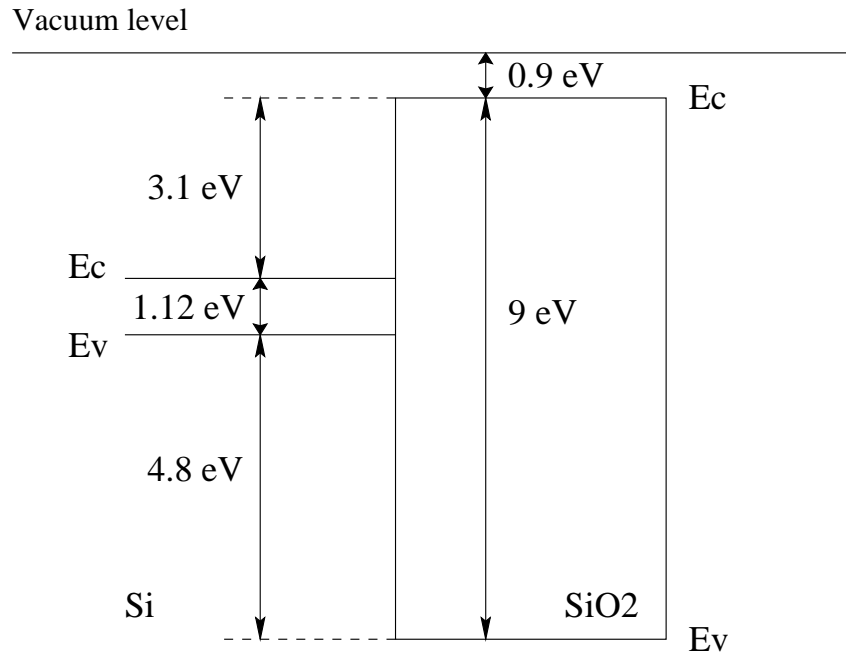 Vacuum level
0.9 eV
Ec
3.1 eV
Ec
1.12 eV
9 eV
Ev
4.8 eV
Si
SiO2
Ev